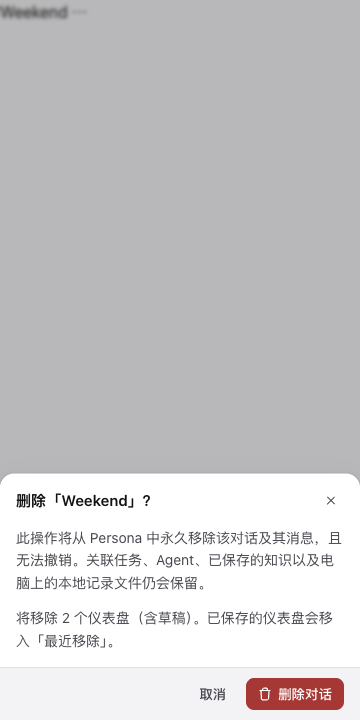 Weekend ···
删除「Weekend」?
此操作将从 Persona 中永久移除该对话及其消息，且
无法撤销。关联任务、Agent、已保存的知识以及电
脑上的本地记录文件仍会保留。
将移除 2 个仪表盘（含草稿）。已保存的仪表盘会移
入「最近移除」。
取消
删除对话